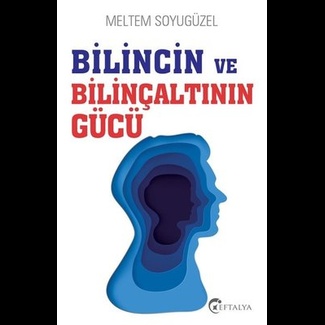 MELTEM SOYUGÜZEL
BİLİNCİN VE
BİLİNÇALTININ
GÜCÜ
EFTALYA